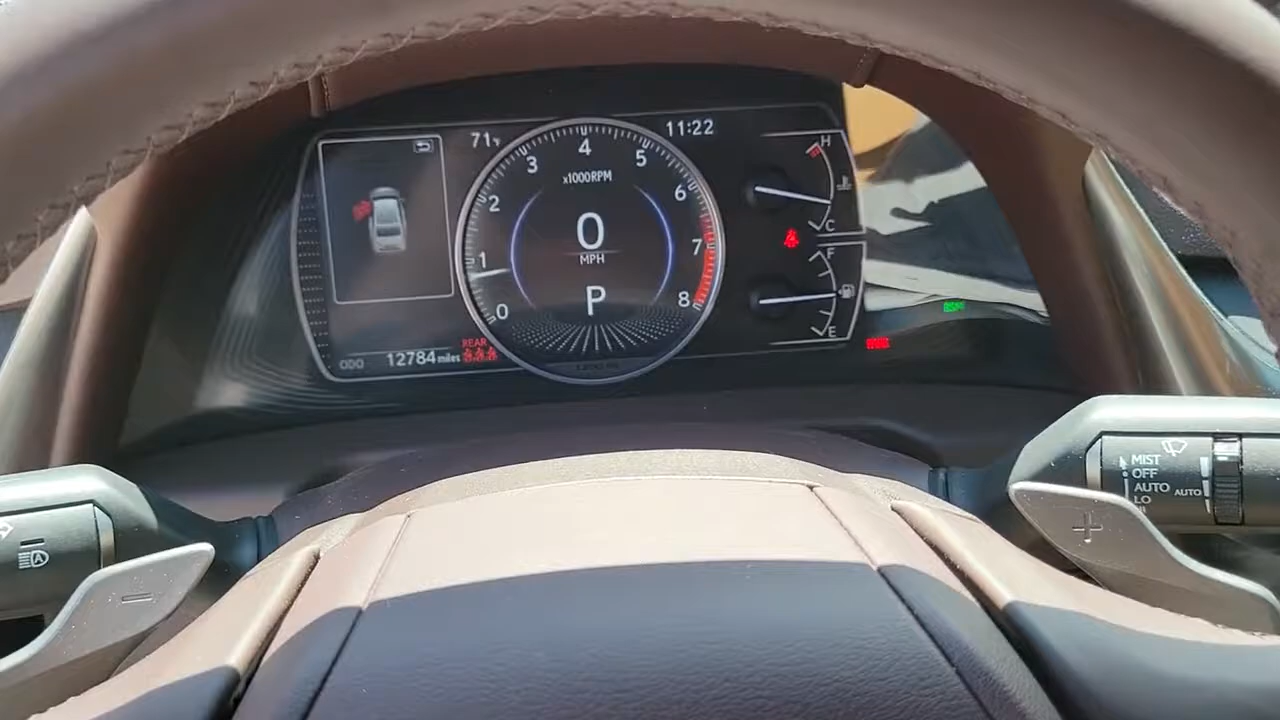 71°F
11:22
H
C
F
E
4
3
5
2
6
1
7
0
8
x1000RPM
0
MPH
P
ODO 12784 miles
REAR
BSM
MIST
OFF
AUTO
LO
AUTO
A
+
-